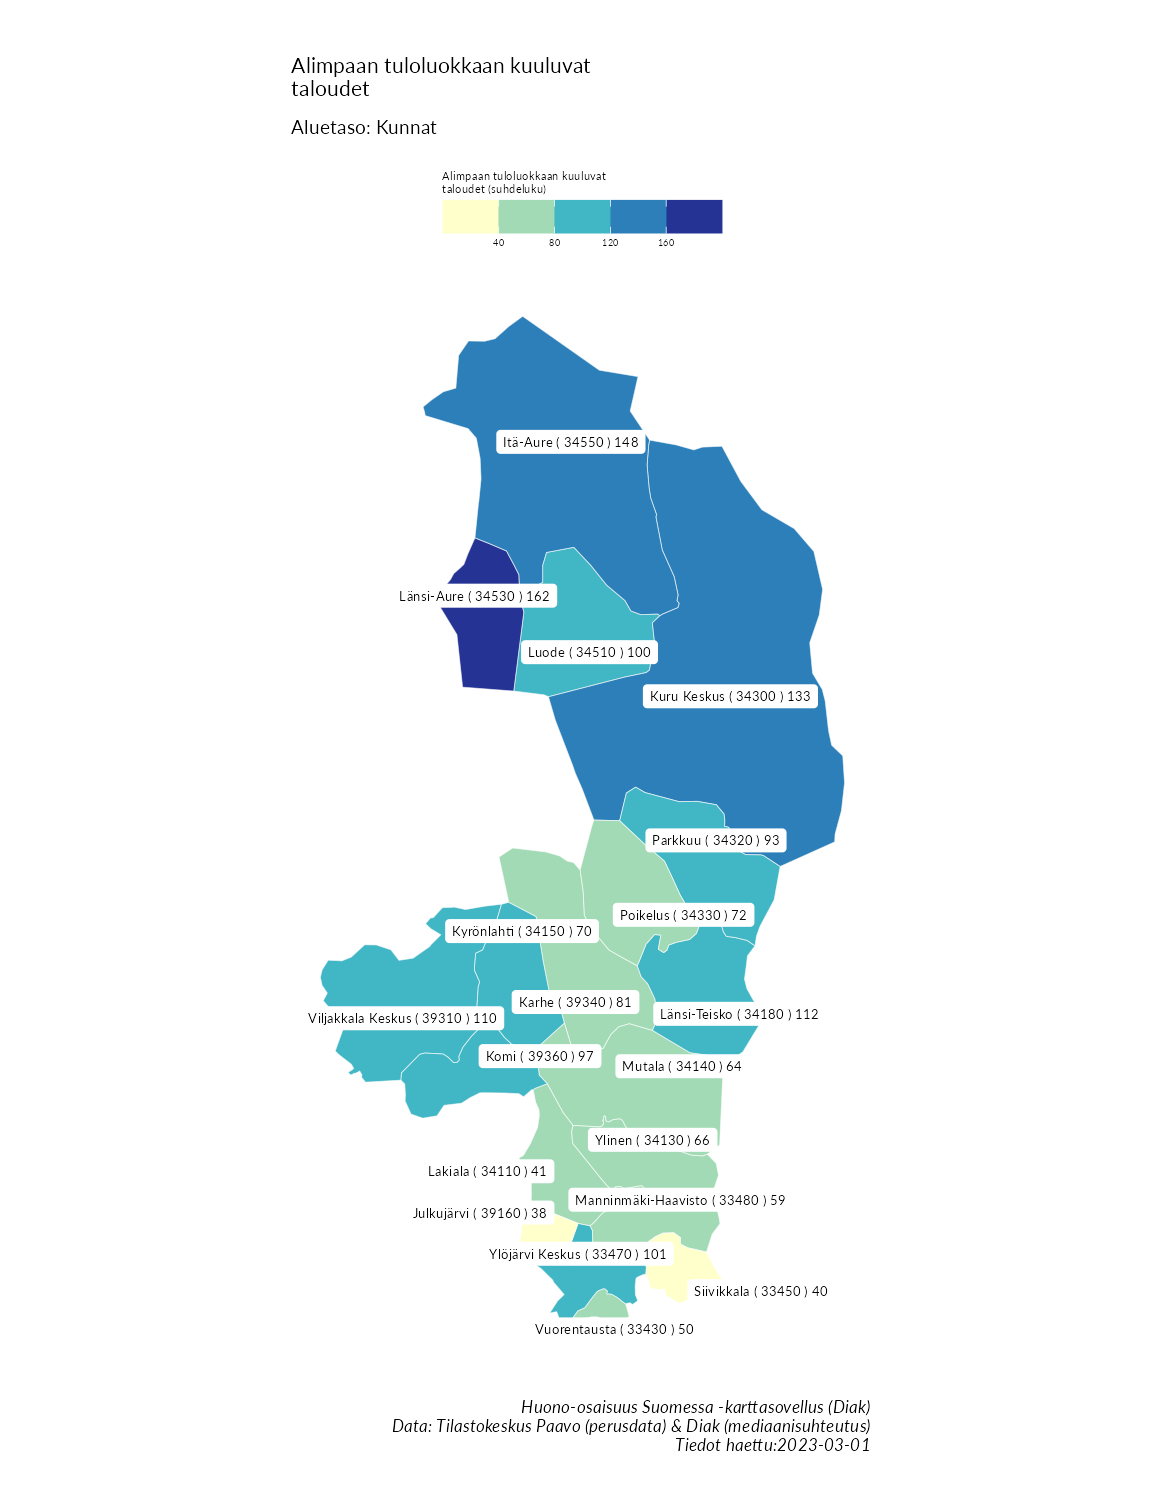 Alimpaan tuloluokkaan kuuluvat
taloudet
Aluetaso: Kunnat
Alimpaan tuloluokkaan kuuluvat
taloudet (suhdeluku)
40 80 120 160
Itä-Aure ( 34550 ) 148
Länsi-Aure ( 34530 ) 162
Luode ( 34510 ) 100
Kuru Keskus ( 34300 ) 133
Parkkuu ( 34320 ) 93
Poikelus ( 34330 ) 72
Kyrönlahti ( 34150 ) 70
Karhe ( 39340 ) 81
Länsi-Teisko ( 34180 ) 112
Viljakkala Keskus ( 39310 ) 110
Komi ( 39360 ) 97
Mutala ( 34140 ) 64
Ylinen ( 34130 ) 66
Lakiala ( 34110 ) 41
Manninmäki-Haavisto ( 33480 ) 59
Julkujärvi ( 39160 ) 38
Ylöjärvi Keskus ( 33470 ) 101
Siivikkala ( 33450 ) 40
Vuorentausta ( 33430 ) 50
Huono-osaisuus Suomessa -karttasovellus (Diak)
Data: Tilastokeskus Paavo (perusdata) & Diak (mediaanisuhteutus)
Tiedot haettu:2023-03-01